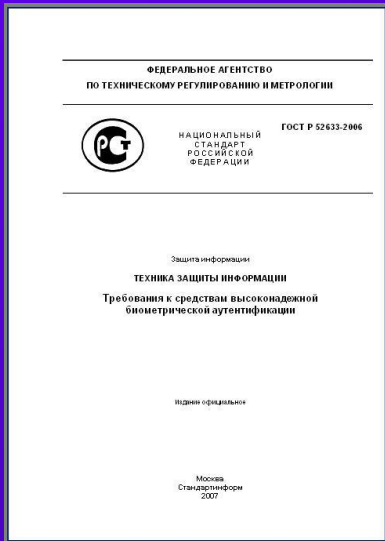 ФЕДЕРАЛЬНОЕ АГЕНТСТВО
ПО ТЕХНИЧЕСКОМУ РЕГУЛИРОВАНИЮ И МЕТРОЛОГИИ
НАЦИОНАЛЬНЫЙ
СТАНДАРТ
РОССИЙСКОЙ
ФЕДЕРАЦИИ
ГОСТ Р 52633-2006
Защита информации
ТЕХНИКА ЗАЩИТЫ ИНФОРМАЦИИ
Требования к средствам высоконадежной
биометрической аутентификации
Издание официальное
Москва
Стандартинформ
2007